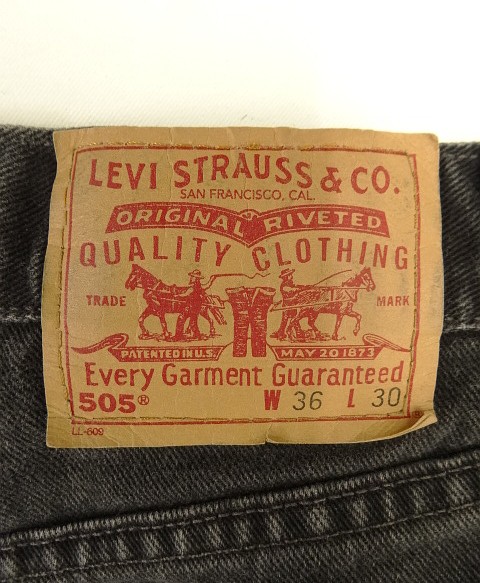 LEVI STRAUSS & CO.
SAN FRANCISCO, CAL.
ORIGINAL RIVETED
QUALITY CLOTHING
TRADE MARK
PATENTED IN U.S. MAY 20 1873
Every Garment Guaranteed
505® W 36 L 30
LL-609